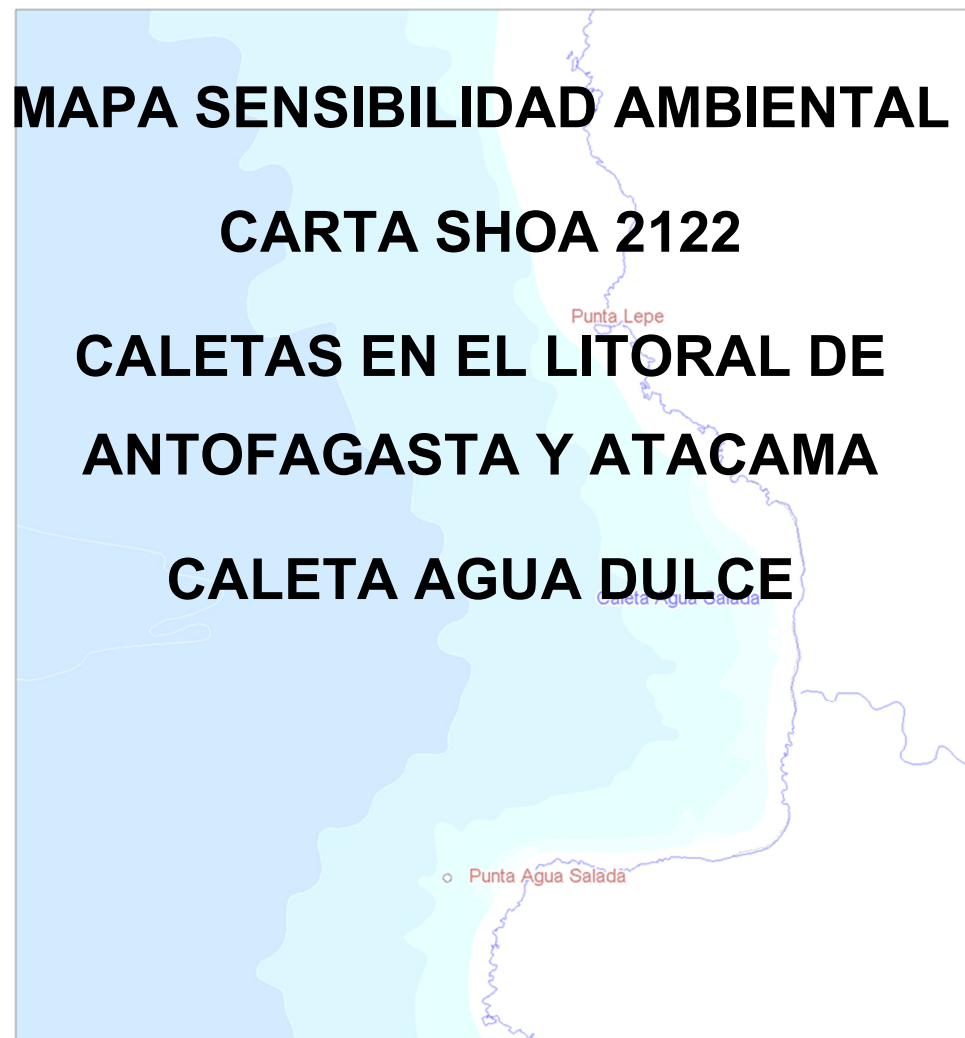 MAPA SENSIBILIDAD AMBIENTAL
CARTA SHOA 2122
Punta Lepe
CALETAS EN EL LITORAL DE
ANTOFAGASTA Y ATACAMA
CALETA AGUA DULCE
Caleta Agua Salada
Punta Agua Salada